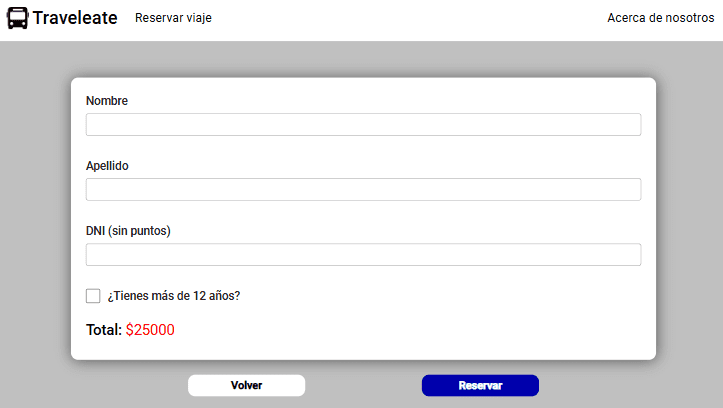 Traveleate Reservar viaje Acerca de nosotros
Nombre
Apellido
DNI (sin puntos)
¿Tienes más de 12 años?
Total: $25000
Volver Reservar